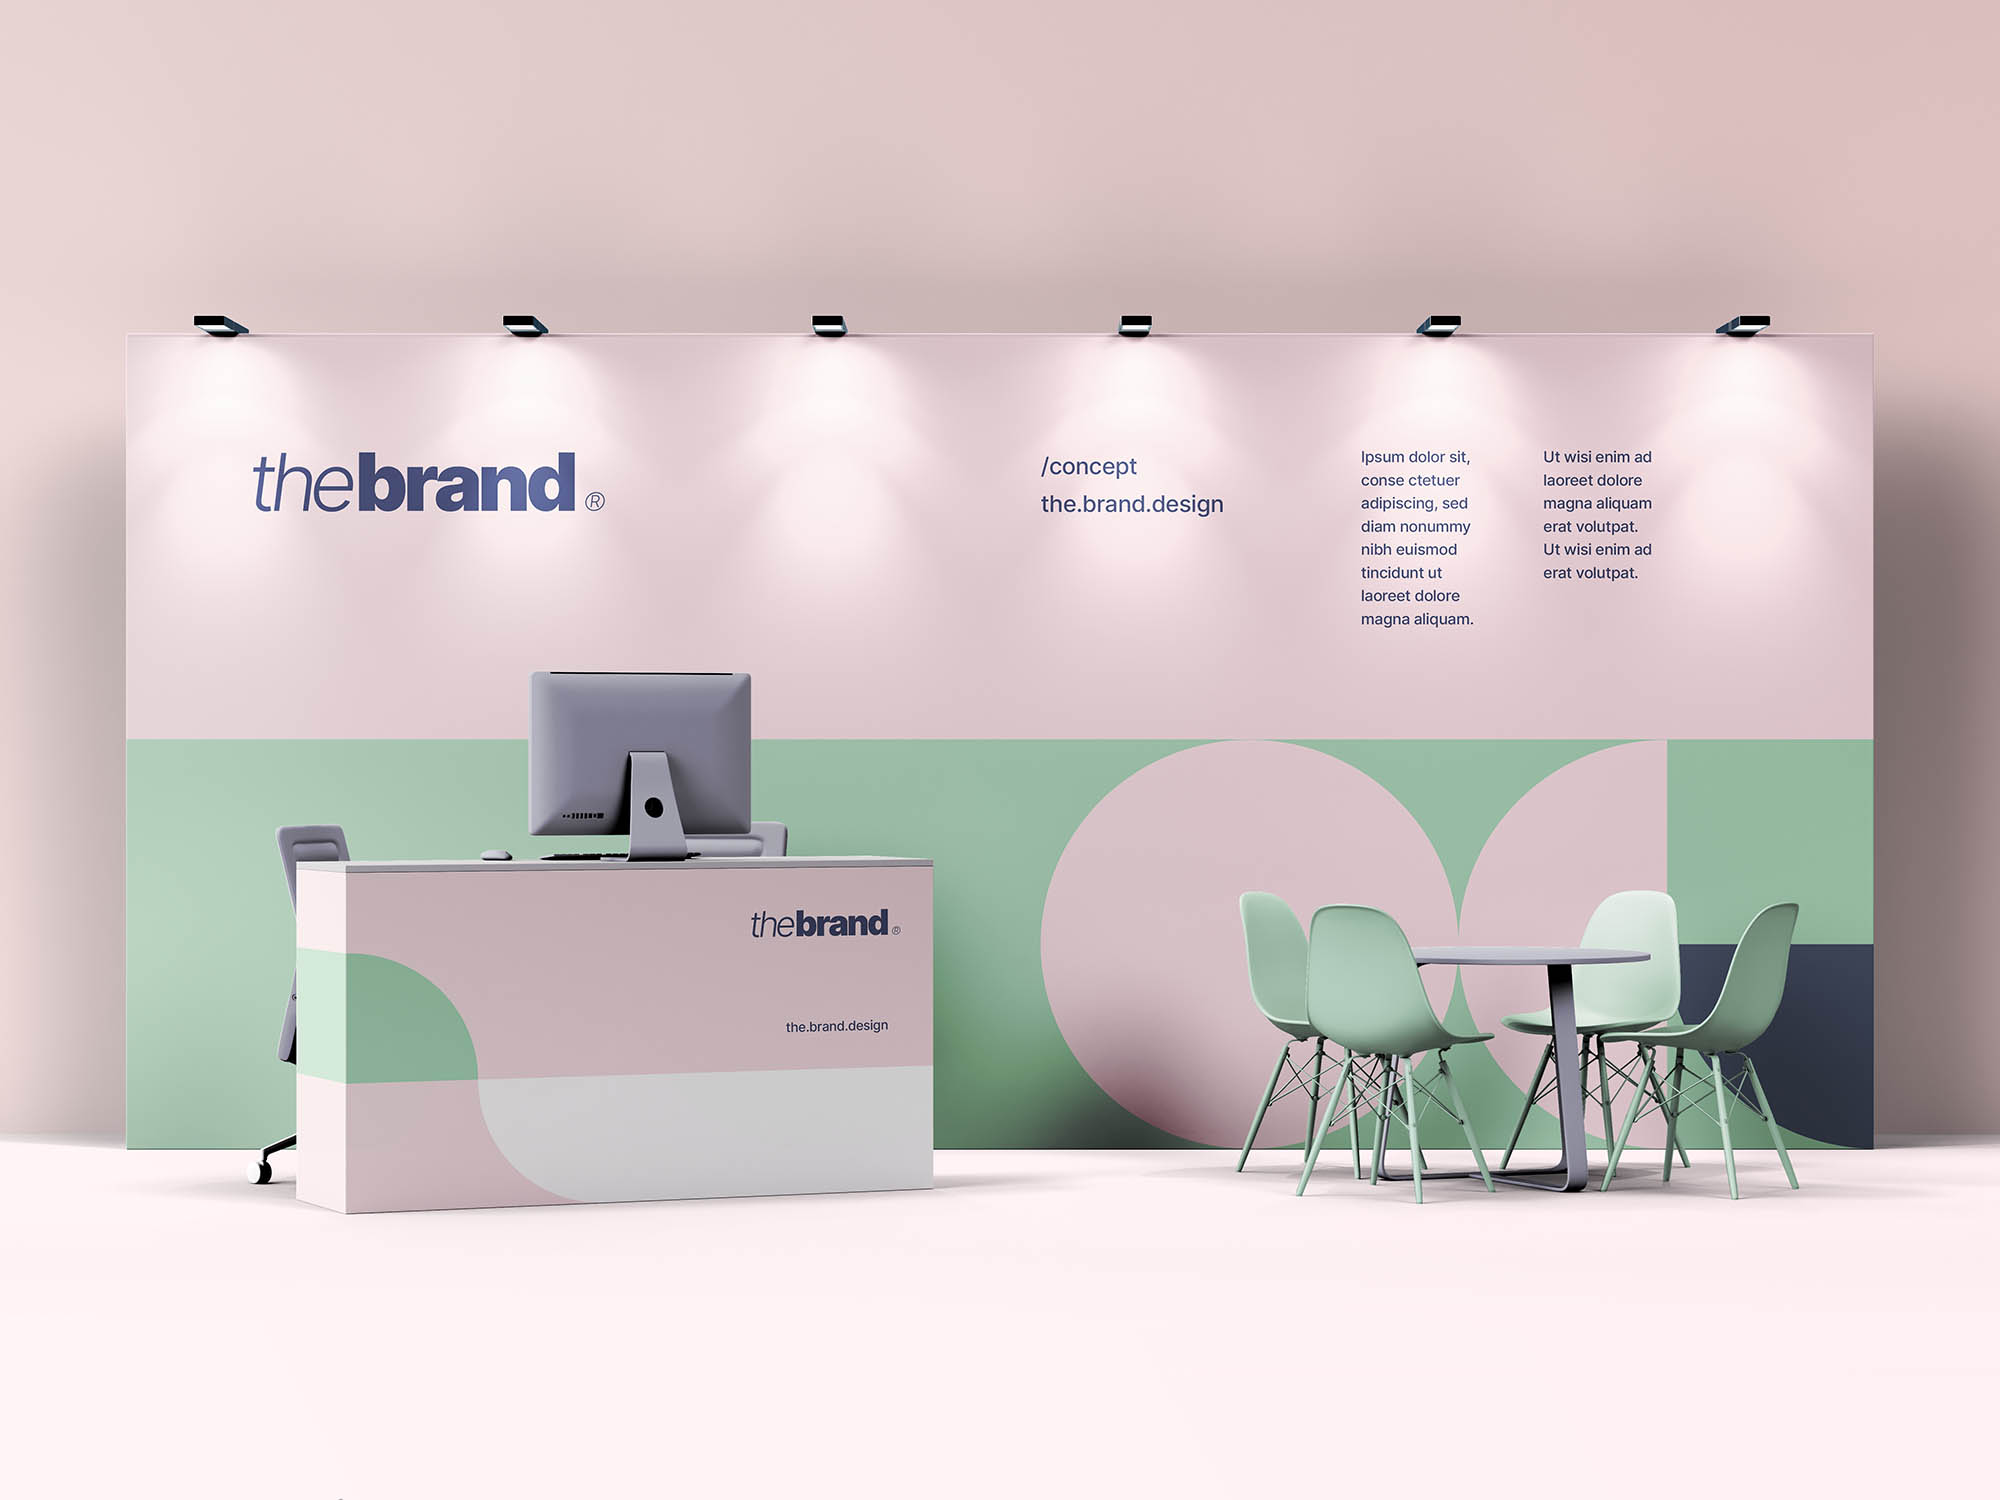 thebrand®
/concept
the.brand.design
Ipsum dolor sit,
conse ctetuer
adipiscing, sed
diam nonummy
nibh euismod
tincidunt ut
laoreet dolore
magna aliquam.
Ut wisi enim ad
laoreet dolore
magna aliquam
erat volutpat.
Ut wisi enim ad
erat volutpat.
thebrand®
the.brand.design